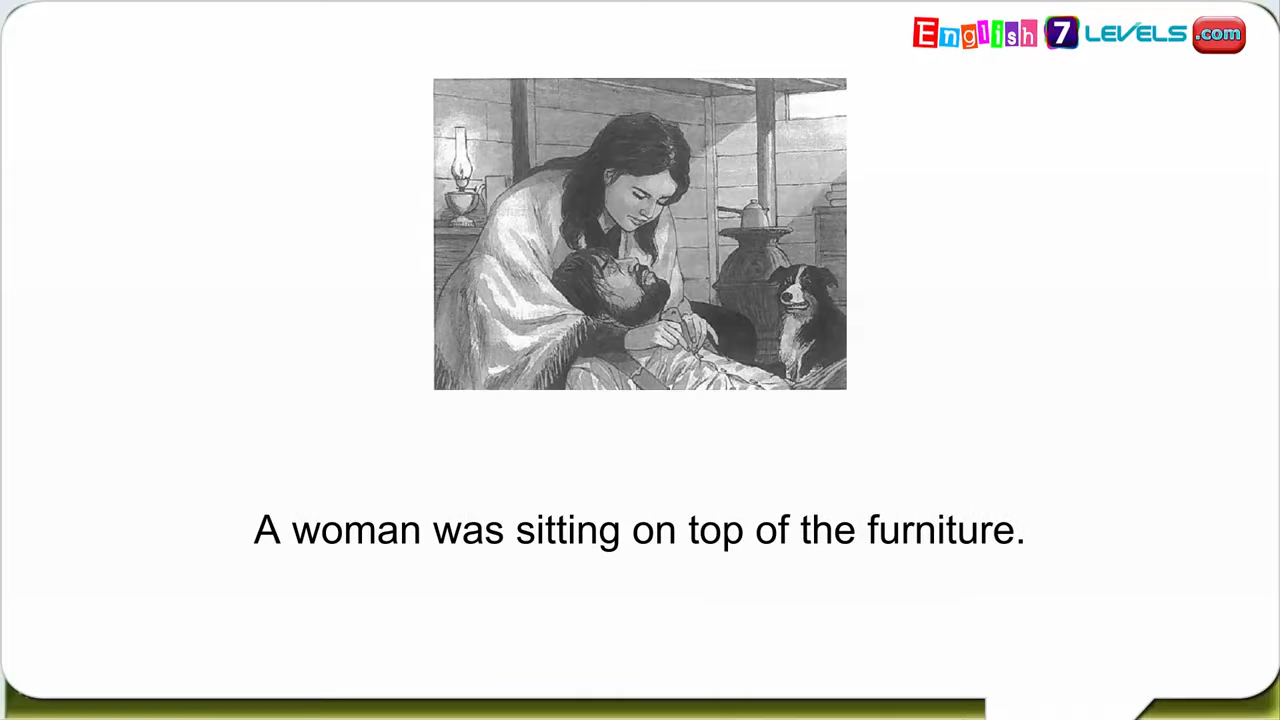 English 7 LEVELS .com
A woman was sitting on top of the furniture.